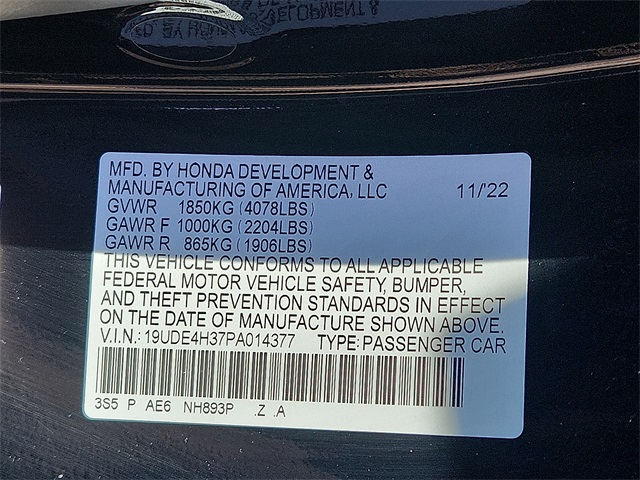 MFD. BY HONDA DEVELOPMENT &
MANUFACTURING OF AMERICA, LLC 11/'22
GVWR 1850KG (4078LBS)
GAWR F 1000KG (2204LBS)
GAWR R 865KG (1906LBS)
THIS VEHICLE CONFORMS TO ALL APPLICABLE
FEDERAL MOTOR VEHICLE SAFETY, BUMPER,
AND THEFT PREVENTION STANDARDS IN EFFECT
ON THE DATE OF MANUFACTURE SHOWN ABOVE.
V.I.N.: 19UDE4H37PA014377 TYPE: PASSENGER CAR
3S5 P AE6 NH893P .Z .A